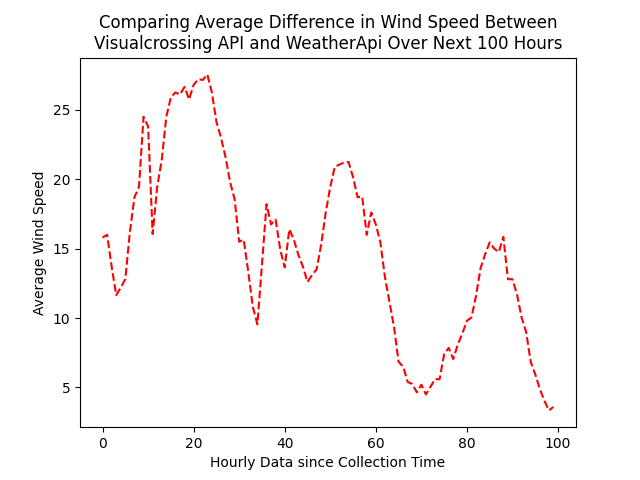 Comparing Average Difference in Wind Speed Between
Visualcrossing API and WeatherApi Over Next 100 Hours
25
20
15
10
5
Average Wind Speed
0 20 40 60 80 100
Hourly Data since Collection Time